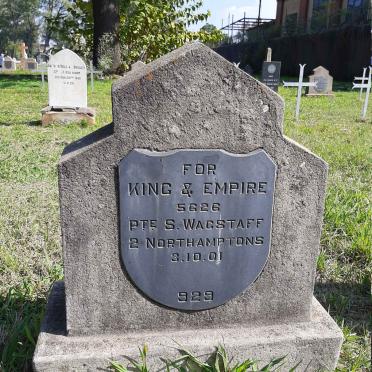 FOR
KING & EMPIRE
5626
PTE S. WAGSTAFF
2 NORTHAMPTONS
3.10.01
929